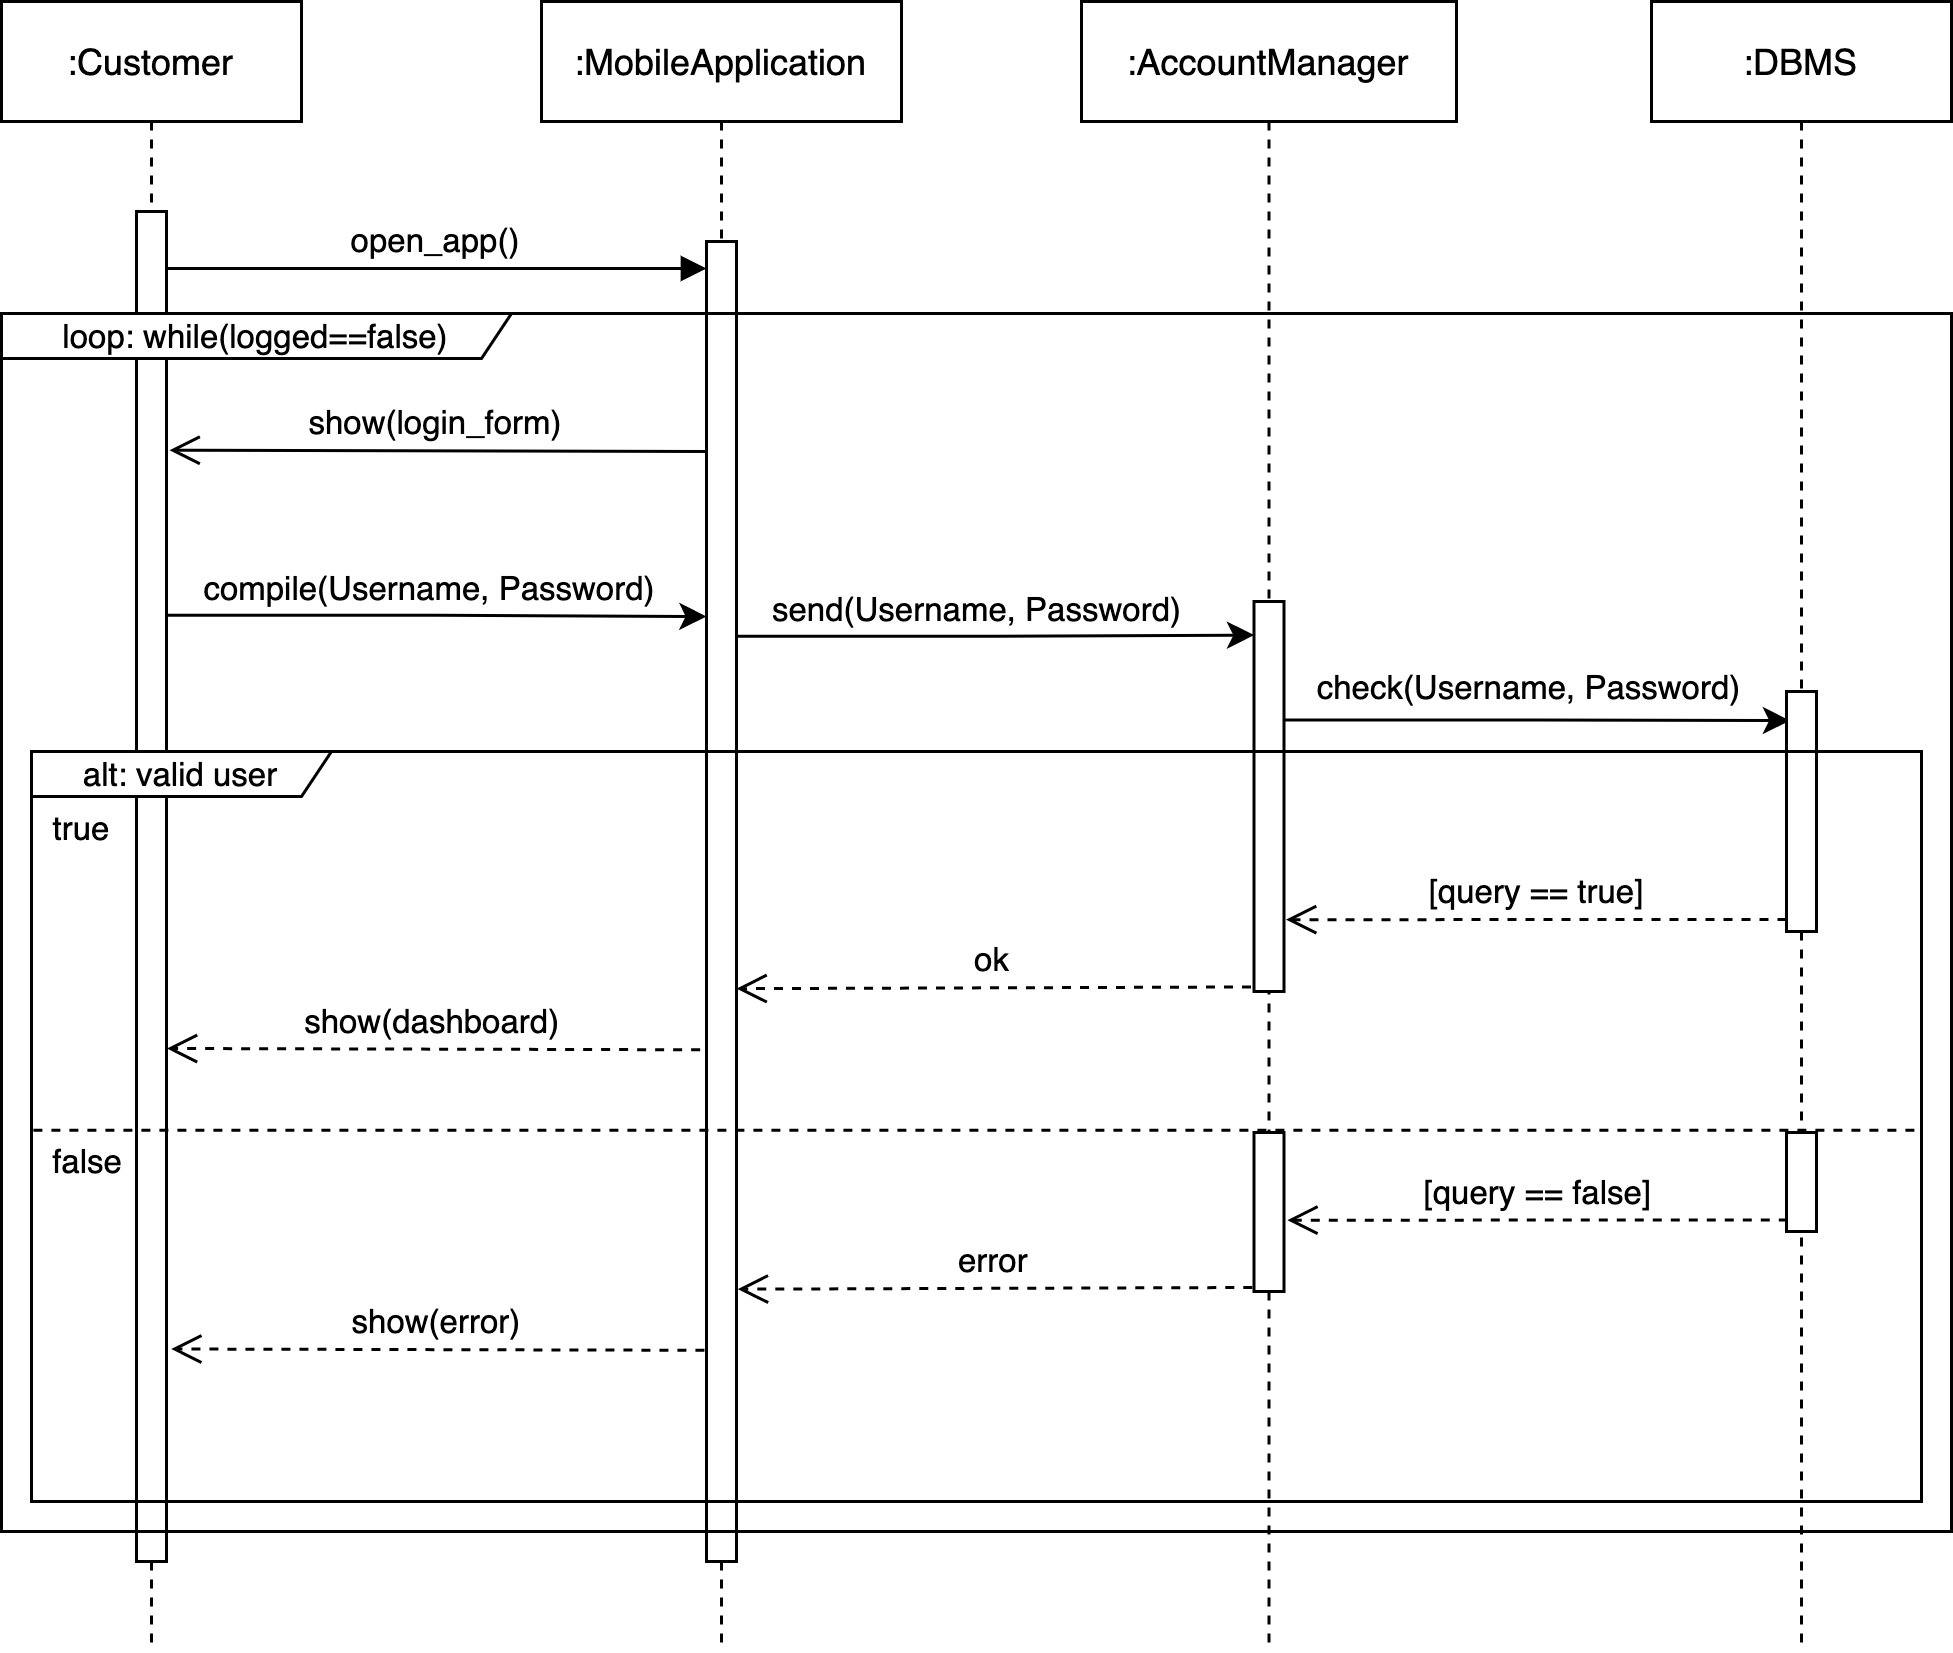 :Customer
:MobileApplication
:AccountManager
:DBMS
open_app()
loop: while(logged==false)
show(login_form)
compile(Username, Password)
send(Username, Password)
check(Username, Password)
alt: valid user
true
[query == true]
ok
show(dashboard)
false
[query == false]
error
show(error)